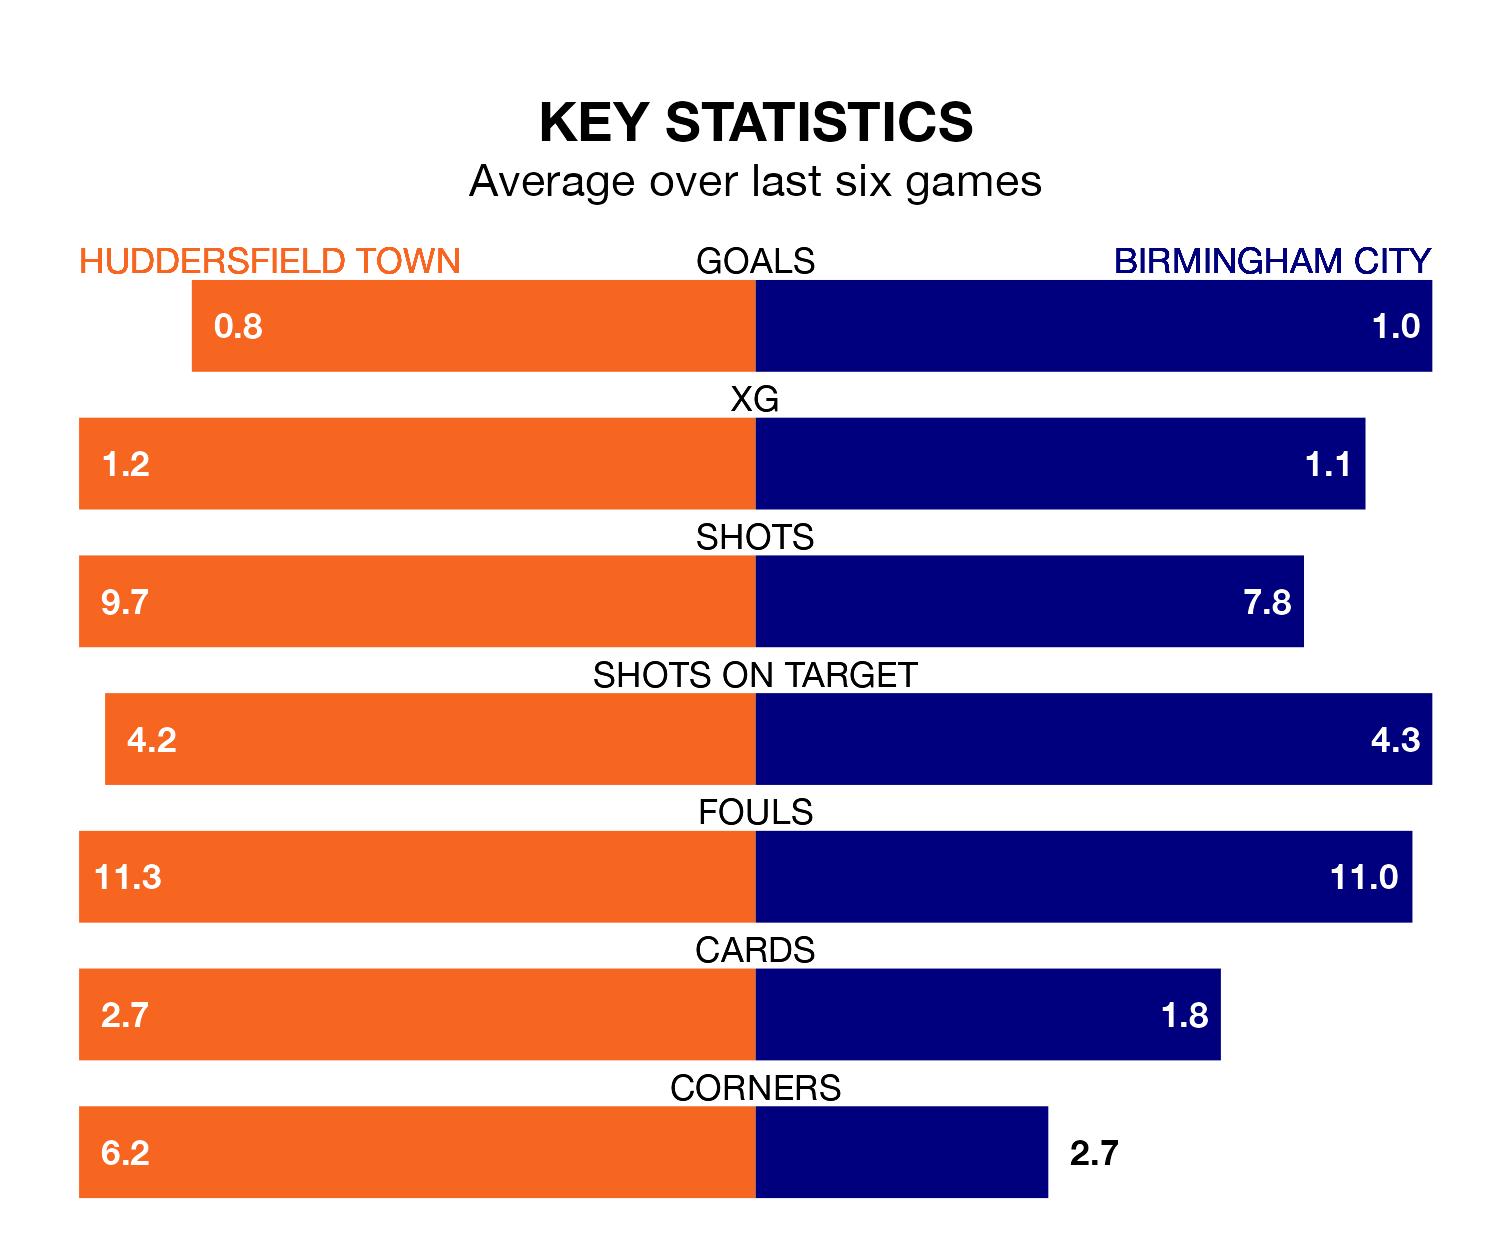 KEY STATISTICS
Average over last six games
HUDDERSFIELD TOWN GOALS BIRMINGHAM CITY
0.8 1.0
XG
1.2 1.1
SHOTS
9.7 7.8
SHOTS ON TARGET
4.2 4.3
FOULS
11.3 11.0
CARDS
2.7 1.8
CORNERS
6.2 2.7